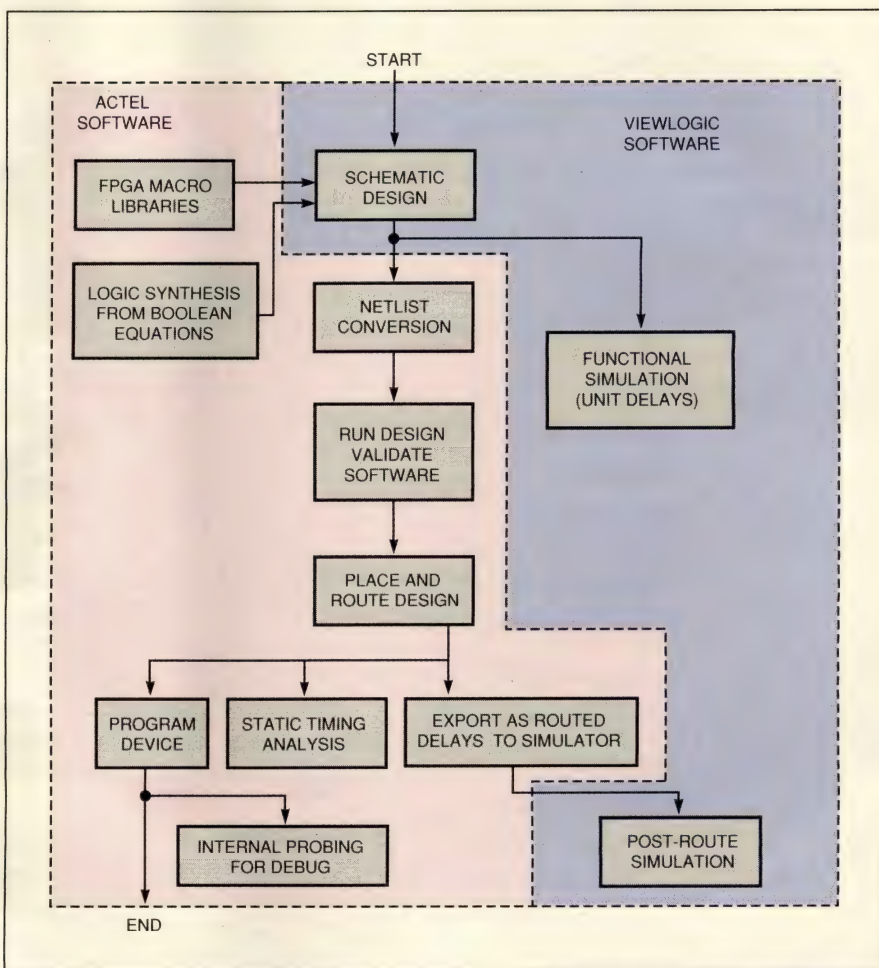 START
ACTEL
SOFTWARE
VIEWLOGIC
SOFTWARE
FPGA MACRO
LIBRARIES
SCHEMATIC
DESIGN
LOGIC SYNTHESIS
FROM BOOLEAN
EQUATIONS
NETLIST
CONVERSION
FUNCTIONAL
SIMULATION
(UNIT DELAYS)
RUN DESIGN
VALIDATE
SOFTWARE
PLACE AND
ROUTE DESIGN
PROGRAM
DEVICE
STATIC TIMING
ANALYSIS
EXPORT AS ROUTED
DELAYS TO SIMULATOR
INTERNAL PROBING
FOR DEBUG
POST-ROUTE
SIMULATION
END